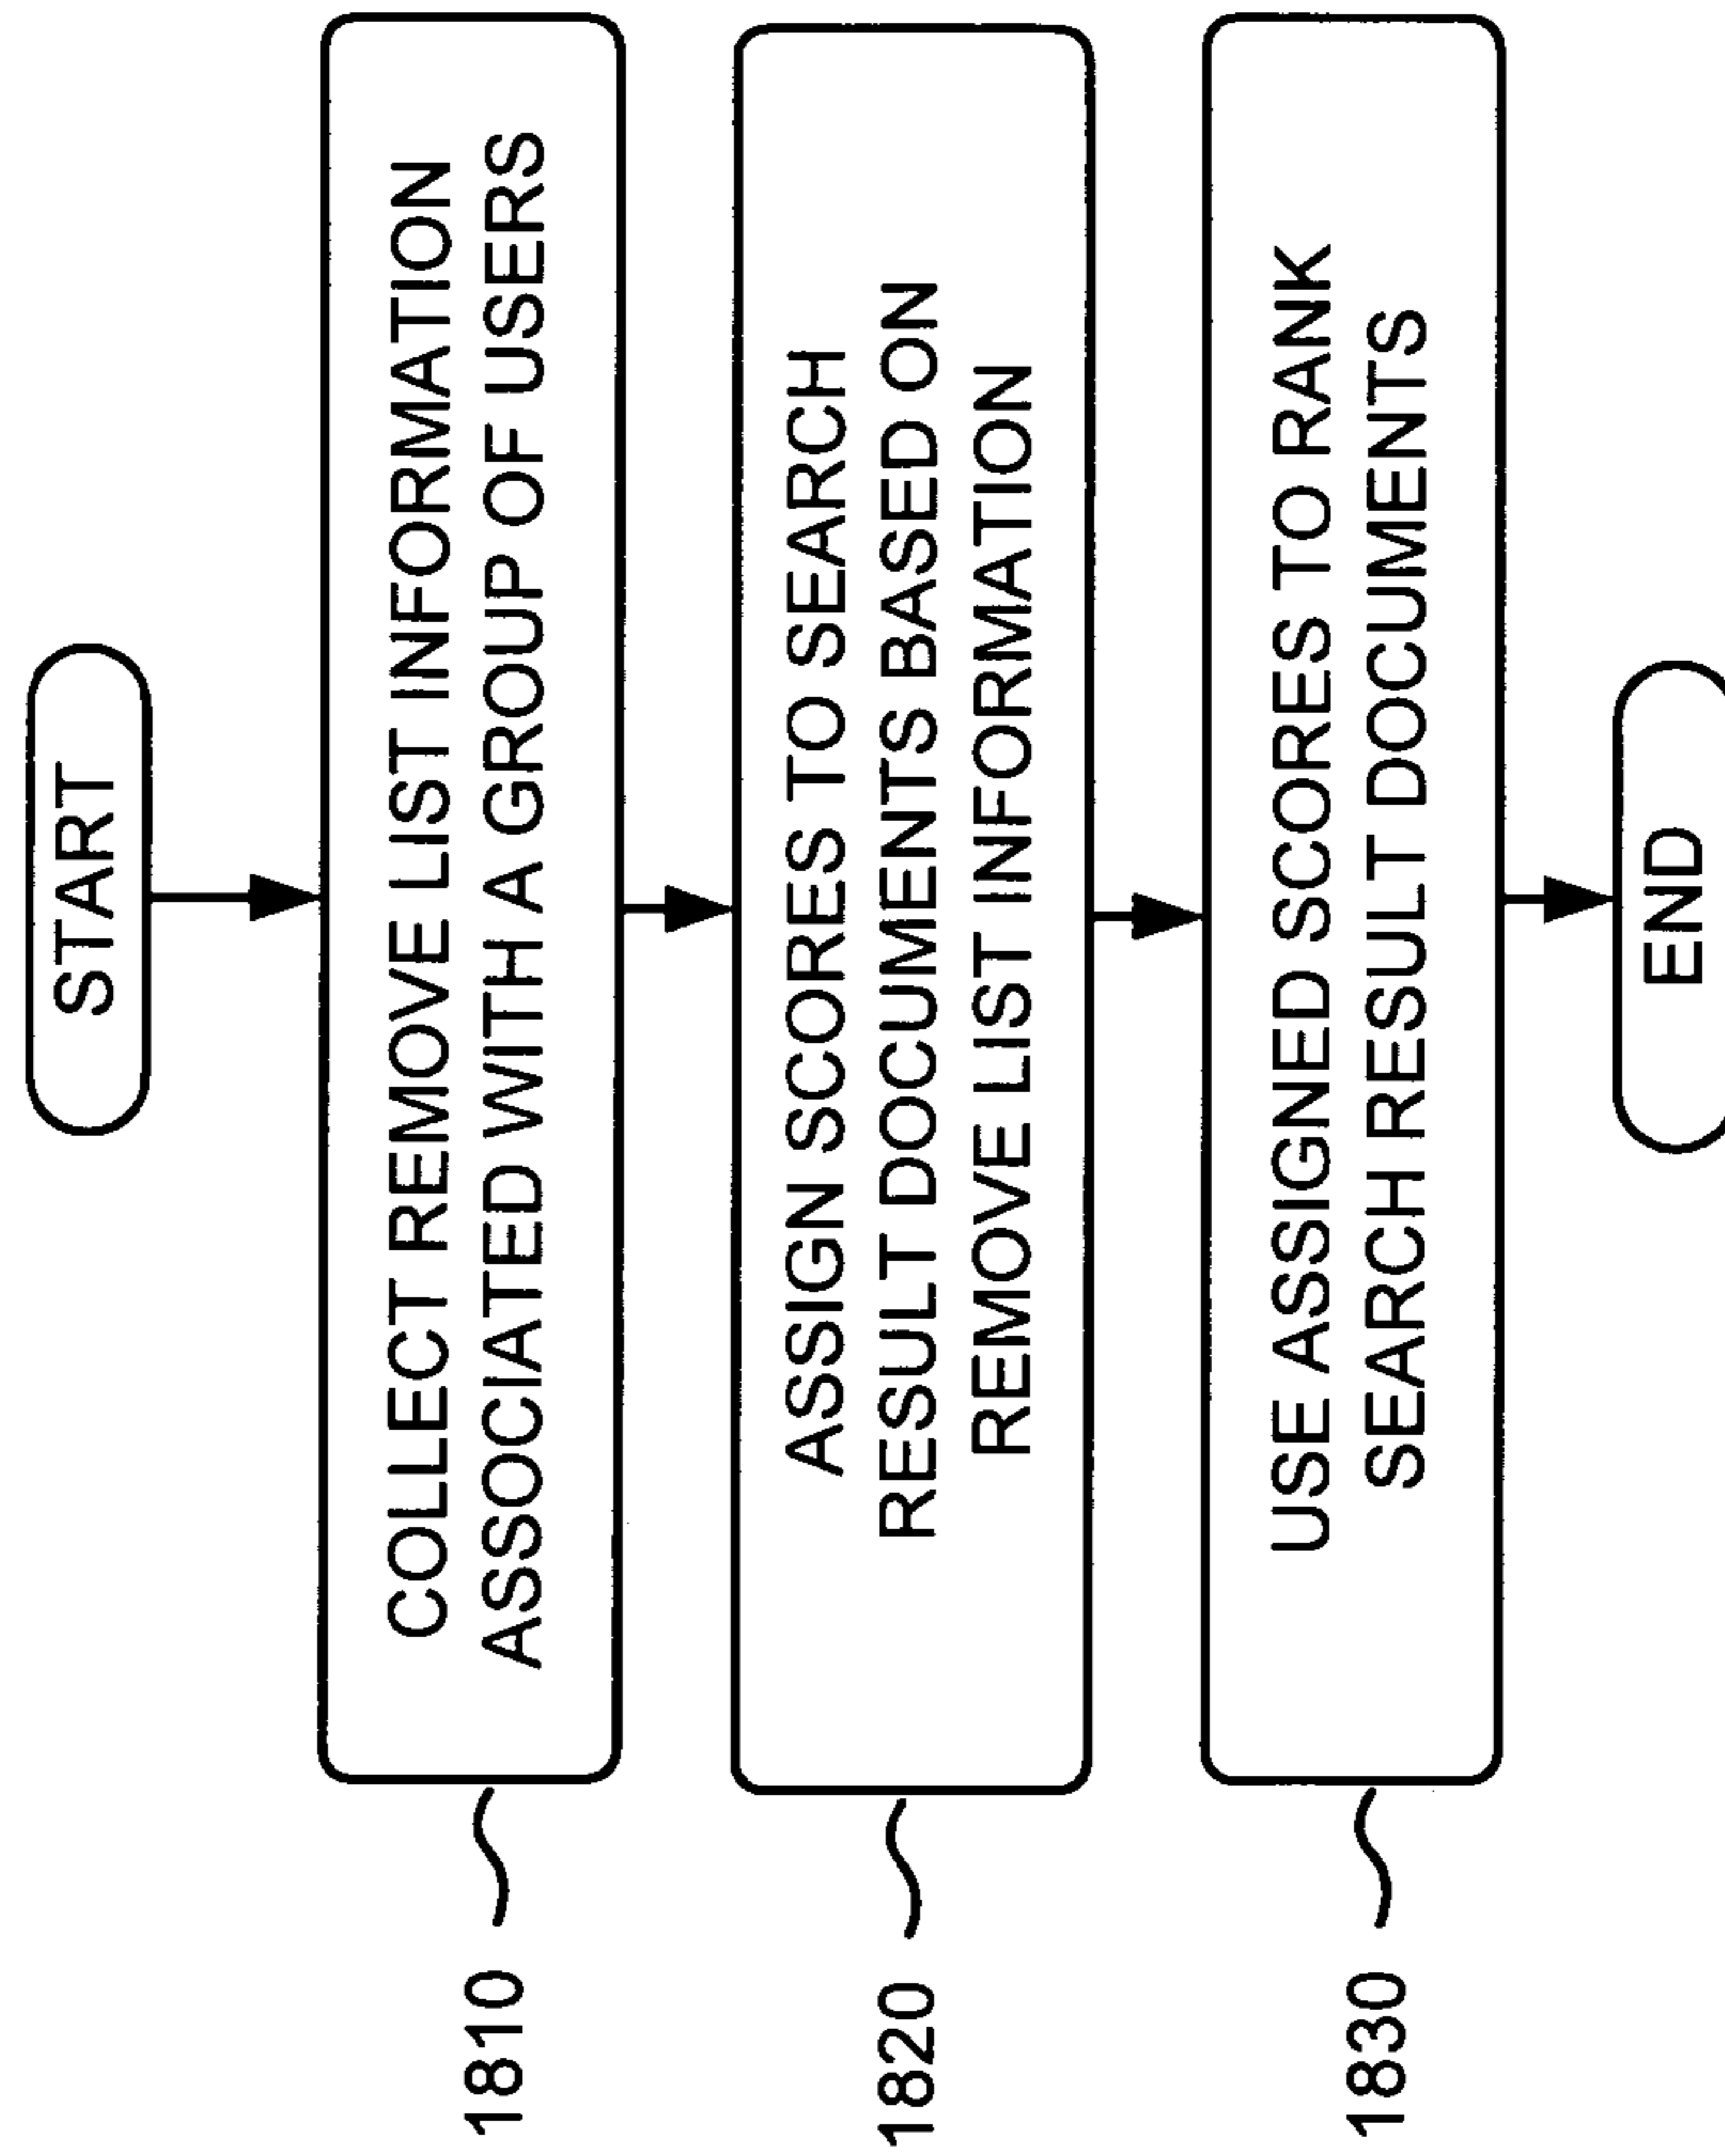 START
COLLECT REMOVE LIST INFORMATION
ASSOCIATED WITH A GROUP OF USERS
1810
ASSIGN SCORES TO SEARCH
RESULT DOCUMENTS BASED ON
REMOVE LIST INFORMATION
1820
USE ASSIGNED SCORES TO RANK
SEARCH RESULT DOCUMENTS
1830
END